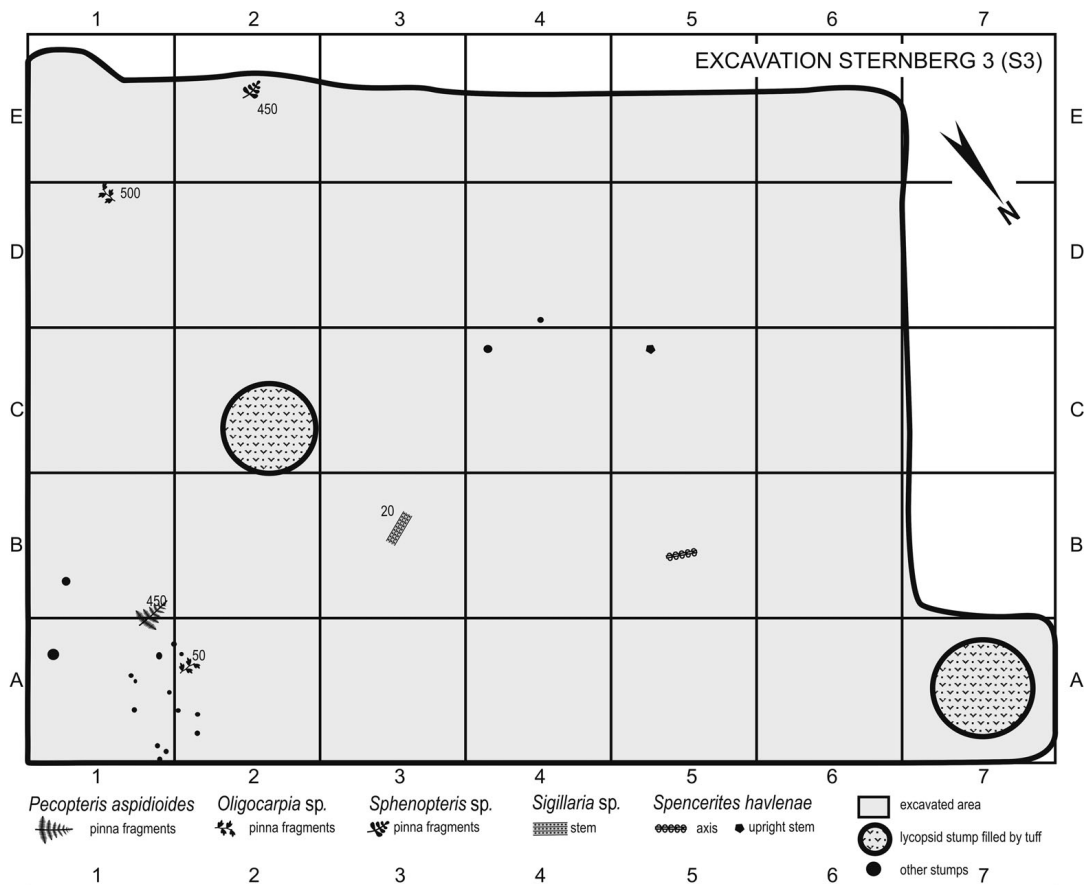 1 2 3 4 5 6 7
EXCAVATION STERNBERG 3 (S3)
E 450 E
500
N
D D
C C
20
B B
450
50
A A
1 2 3 4 5 6 7
Pecopteris aspidioides Oligocarpia sp. Sphenopteris sp. Sigillaria sp. Spencerites havlenae excavated area
pinna fragments pinna fragments pinna fragments stem axis upright stem
lycopsid stump filled by tuff
other stumps
1 2 3 4 5 6 7